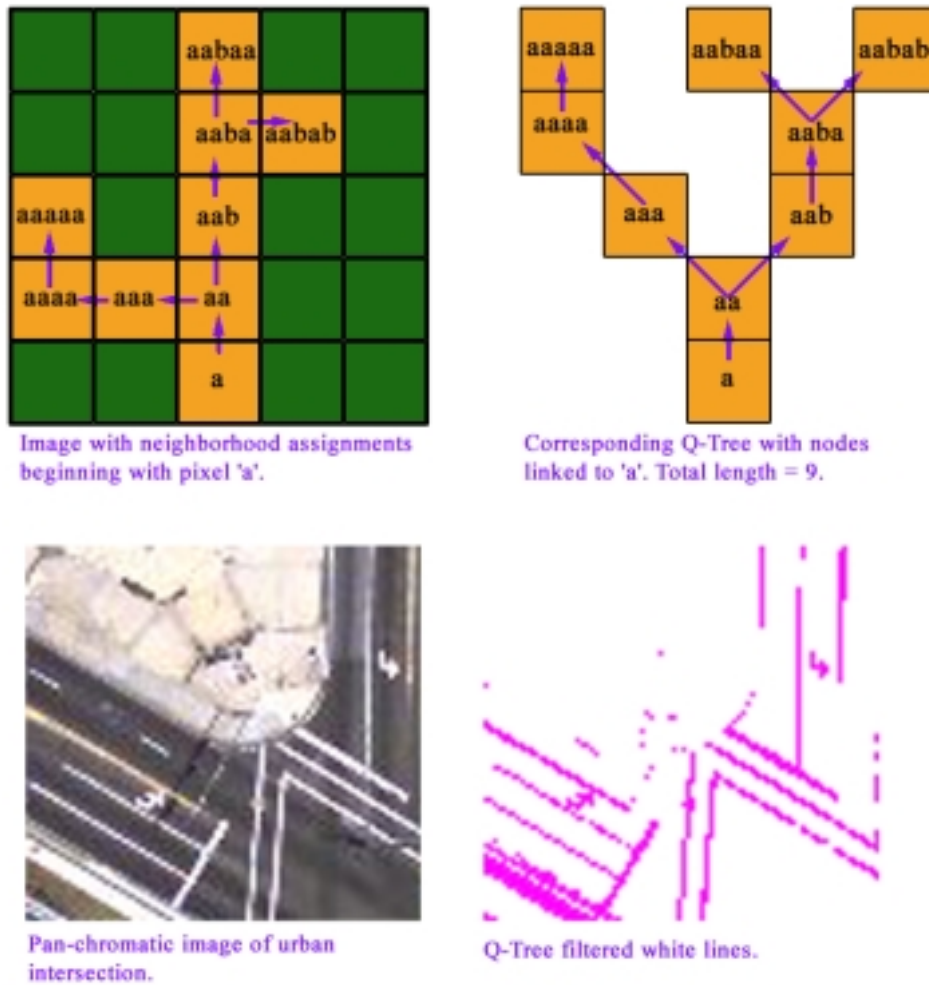 aabaa
aaba
aabab
aaaaa
aab
aaaa
aaa
aa
a
Image with neighborhood assignments
beginning with pixel 'a'.
aaaaa
aabaa
aabab
aaaa
aaba
aaa
aab
aa
a
Corresponding Q-Tree with nodes
linked to 'a'. Total length = 9.
Pan-chromatic image of urban
intersection.
Q-Tree filtered white lines.